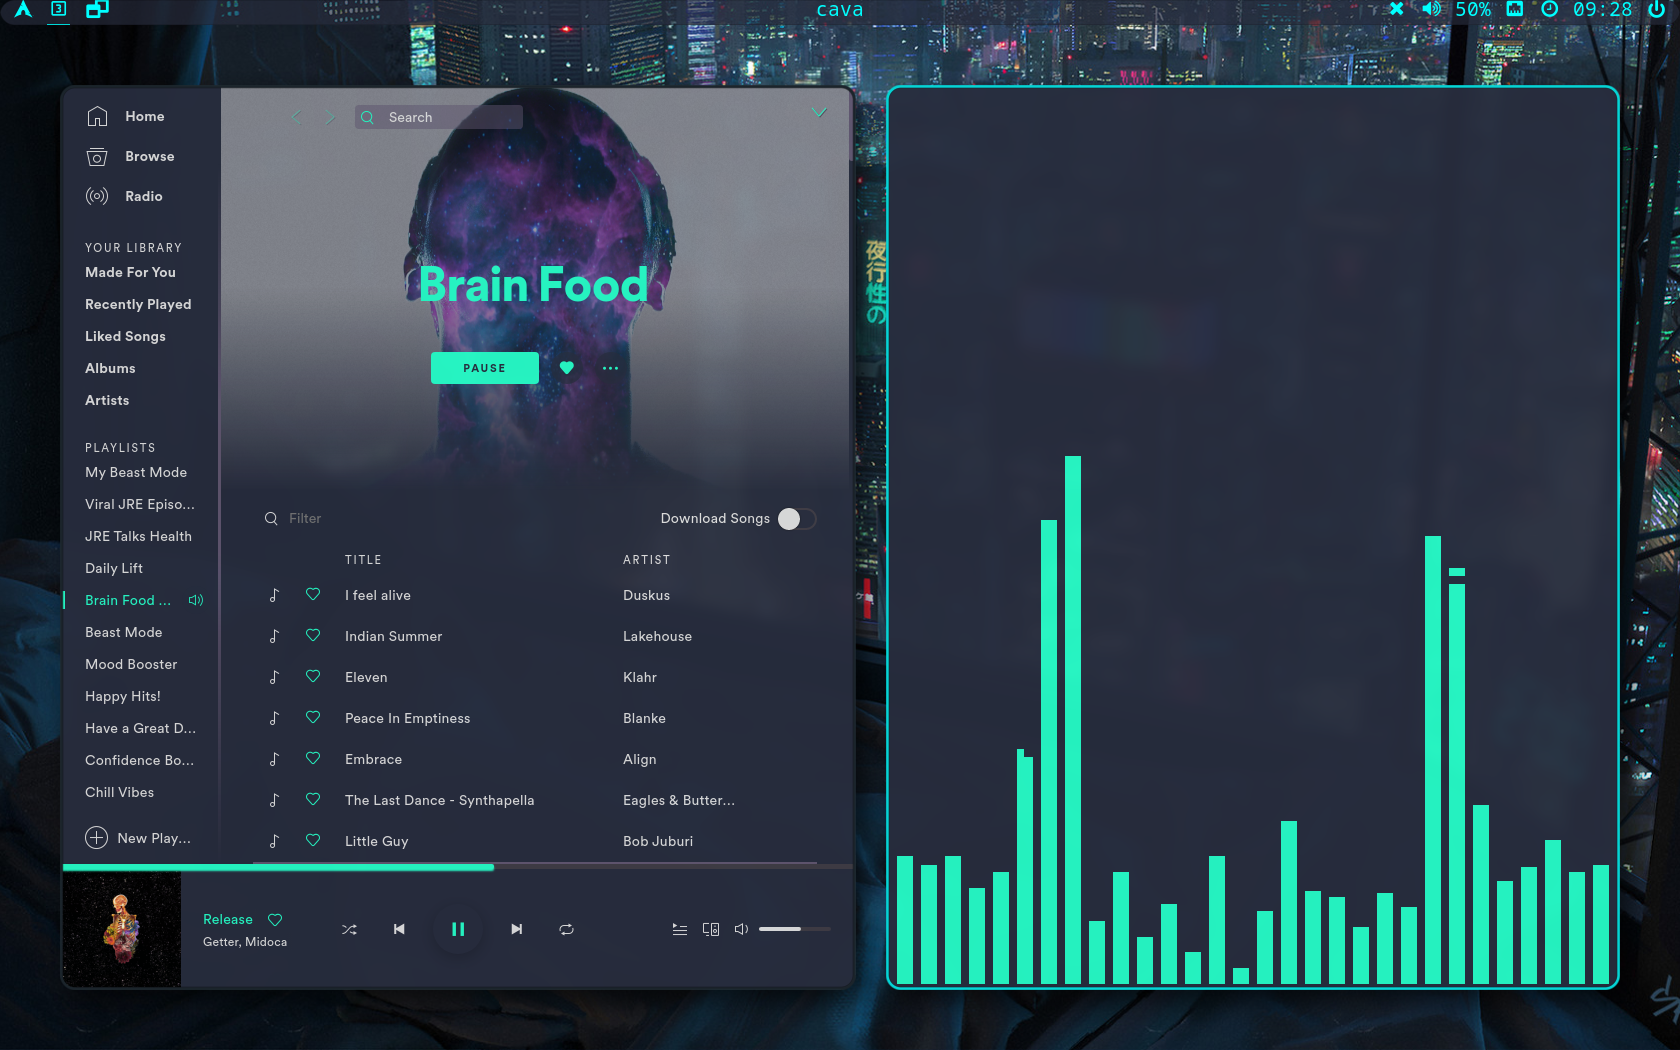 3
cava
50%
09:28
Home
Browse
Radio
YOUR LIBRARY
Made For You
Recently Played
Liked Songs
Albums
Artists
PLAYLISTS
My Beast Mode
Viral JRE Episo...
JRE Talks Health
Daily Lift
Brain Food ...
Beast Mode
Mood Booster
Happy Hits!
Have a Great D...
Confidence Bo...
Chill Vibes
New Play...
Search
Brain Food
PAUSE
Filter
Download Songs
TITLE ARTIST
I feel alive Duskus
Indian Summer Lakehouse
Eleven Klahr
Peace In Emptiness Blanke
Embrace Align
The Last Dance - Synthapella Eagles & Butter...
Little Guy Bob Juburi
Release
Getter, Midoca
夜行性の